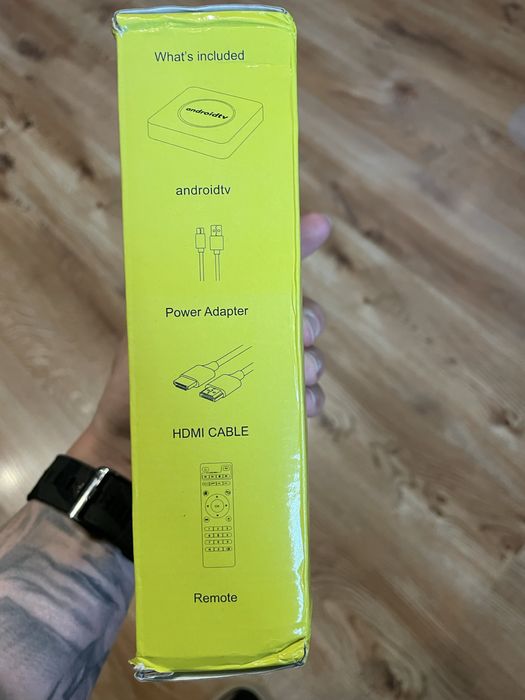 What's included
androidtv
androidtv
Power Adapter
HDMI CABLE
Remote